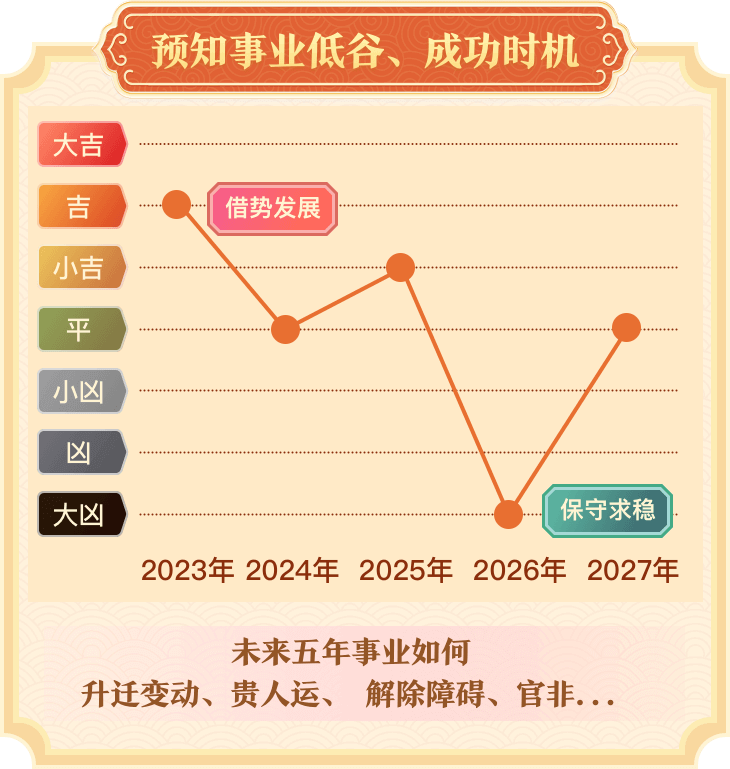 预知事业低谷、成功时机
大吉
吉
借势发展
小吉
平
小凶
凶
大凶
保守求稳
2023年 2024年 2025年 2026年 2027年
未来五年事业如何
升迁变动、贵人运、 解除障碍、官非...